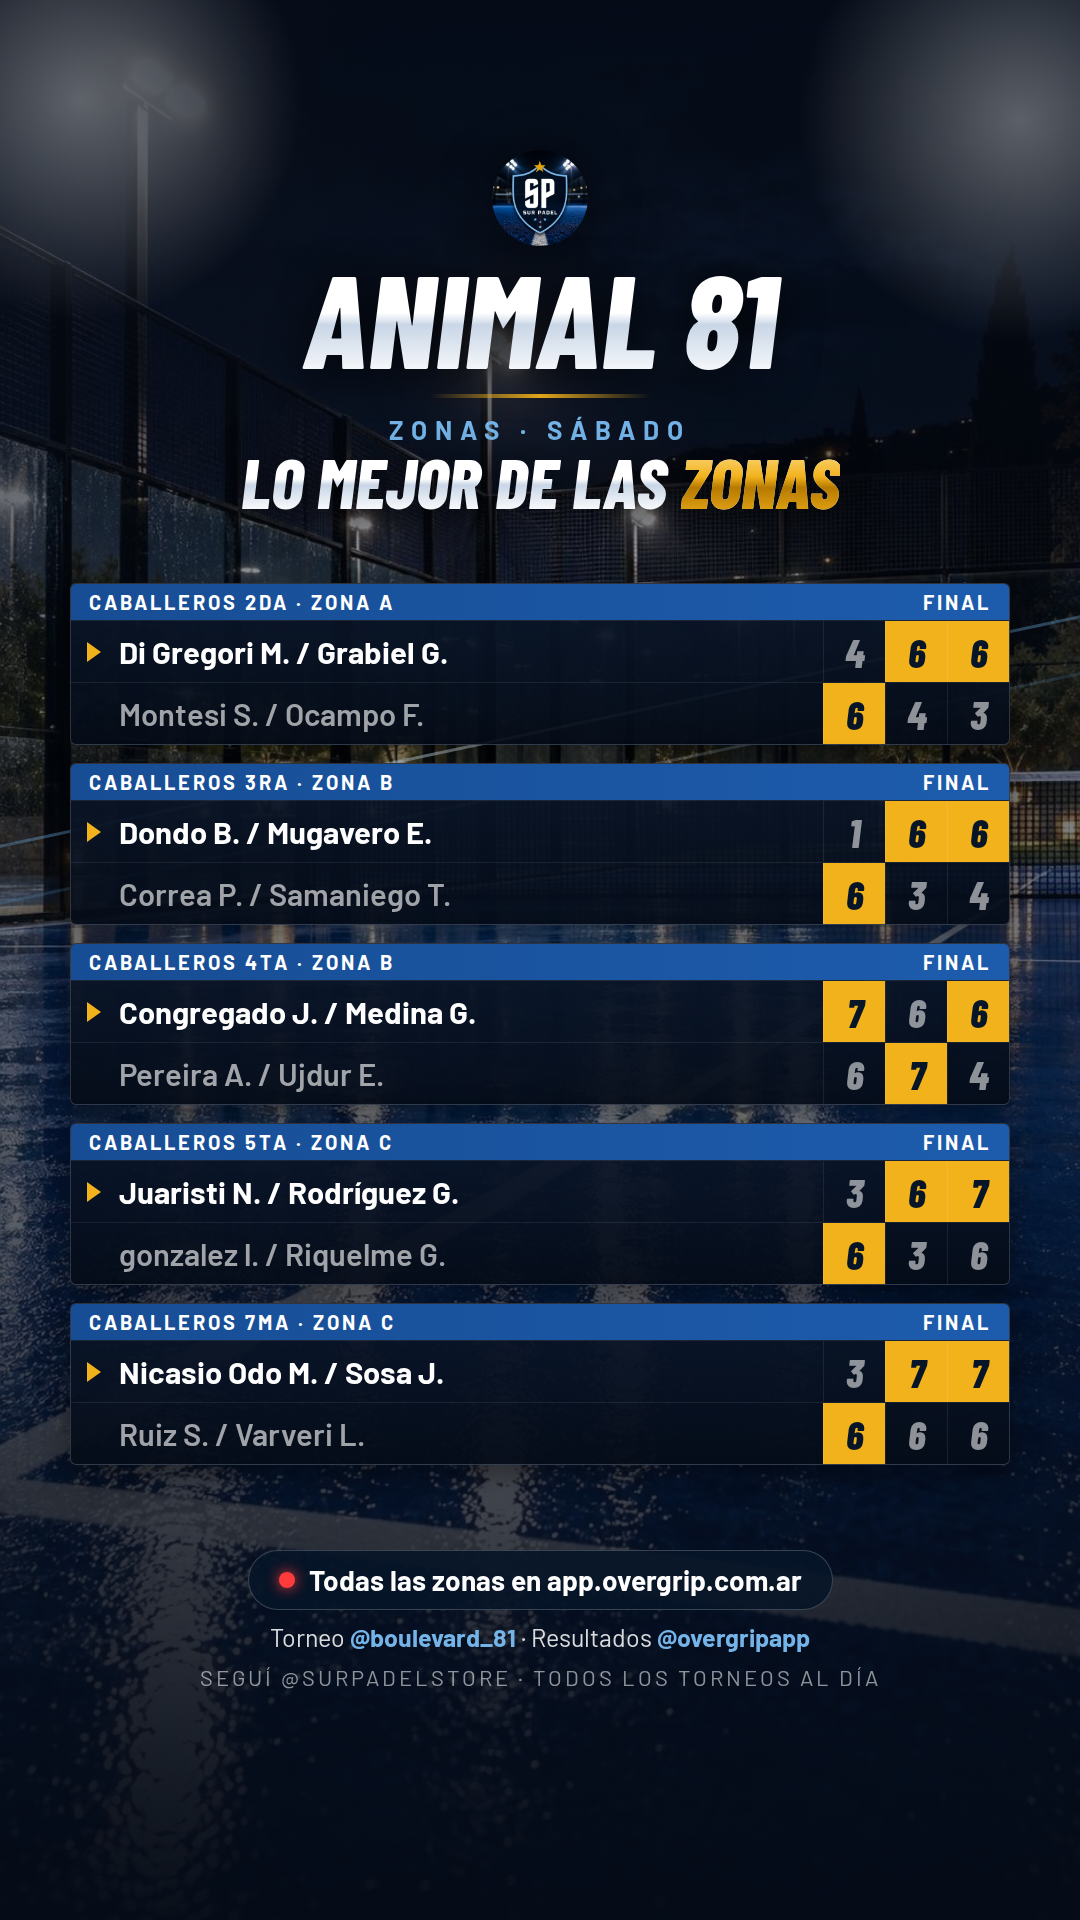 SP
SUR PADEL
ANIMAL 81
ZONAS · SÁBADO
LO MEJOR DE LAS ZONAS
CABALLEROS 2DA · ZONA A FINAL
Di Gregori M. / Grabiel G. 4 6 6
Montesi S. / Ocampo F. 6 4 3
CABALLEROS 3RA · ZONA B FINAL
Dondo B. / Mugavero E. 1 6 6
Correa P. / Samaniego T. 6 3 4
CABALLEROS 4TA · ZONA B FINAL
Congregado J. / Medina G. 7 6 6
Pereira A. / Ujdur E. 6 7 4
CABALLEROS 5TA · ZONA C FINAL
Juaristi N. / Rodríguez G. 3 6 7
gonzalez I. / Riquelme G. 6 3 6
CABALLEROS 7MA · ZONA C FINAL
Nicasio Odo M. / Sosa J. 3 7 7
Ruiz S. / Varveri L. 6 6 6
Todas las zonas en app.overgrip.com.ar
Torneo @boulevard_81 · Resultados @overgripapp
SEGUÍ @SURPADELSTORE · TODOS LOS TORNEOS AL DÍA